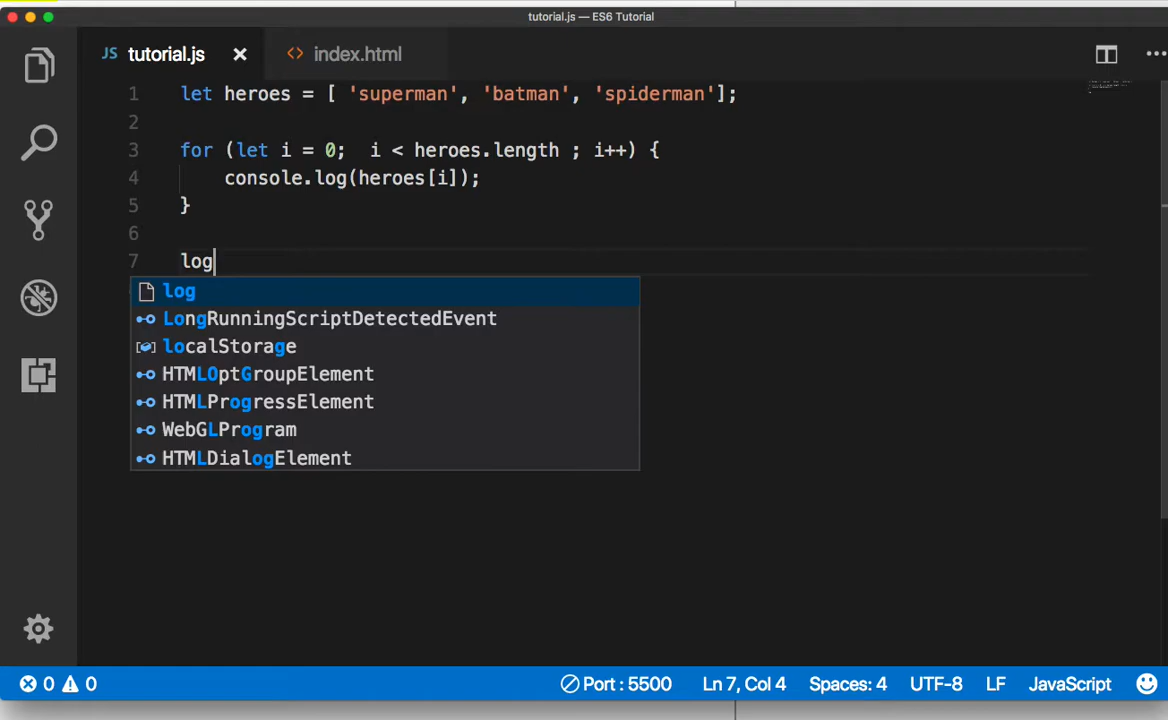 tutorial.js — ES6 Tutorial
JS tutorial.js × <> index.html
1 let heroes = [ 'superman', 'batman', 'spiderman'];
2
3 for (let i = 0;  i < heroes.length ; i++) {
4     console.log(heroes[i]);
5 }
6
7 log
log
LongRunningScriptDetectedEvent
localStorage
HTMLOptGroupElement
HTMLProgressElement
WebGLProgram
HTMLDialogElement
0 0 Port : 5500 Ln 7, Col 4 Spaces: 4 UTF-8 LF JavaScript